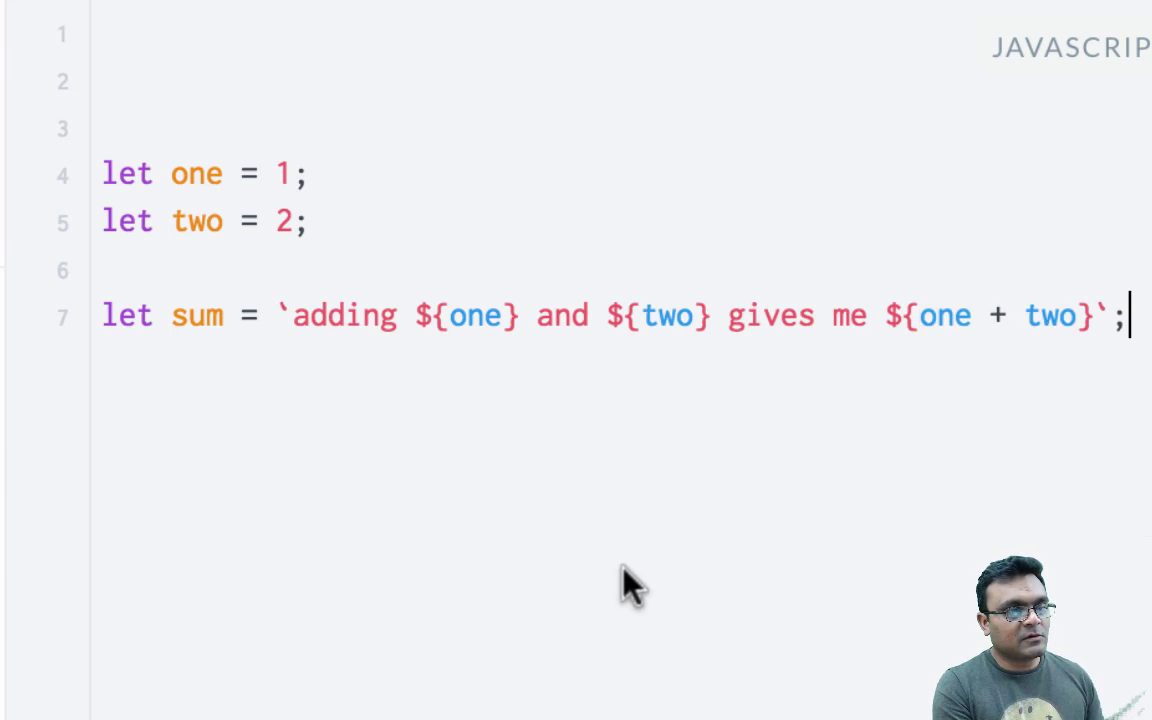 1
JAVASCRIP
2
3
4 let one = 1;
5 let two = 2;
6
7 let sum = `adding ${one} and ${two} gives me ${one + two}`;